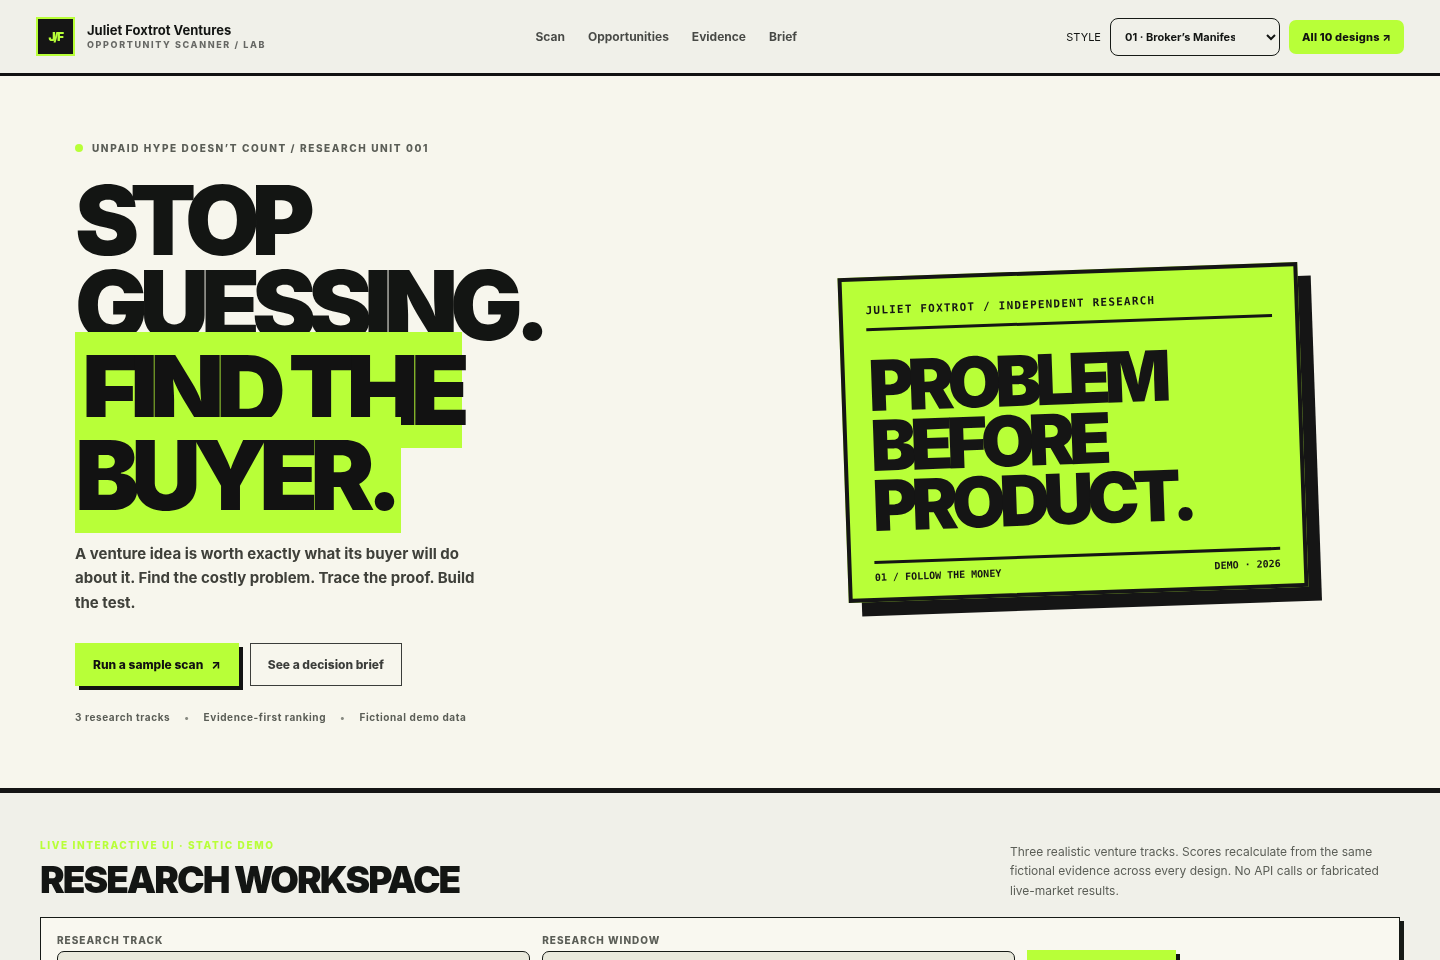 J/F
Juliet Foxtrot Ventures
OPPORTUNITY SCANNER / LAB
Scan
Opportunities
Evidence
Brief
STYLE
01 · Broker’s Manifes
All 10 designs ↗
UNPAID HYPE DOESN’T COUNT / RESEARCH UNIT 001
STOP
GUESSING.
FIND THE
BUYER.
A venture idea is worth exactly what its buyer will do
about it. Find the costly problem. Trace the proof. Build
the test.
Run a sample scan ↗
See a decision brief
3 research tracks • Evidence-first ranking • Fictional demo data
JULIET FOXTROT / INDEPENDENT RESEARCH
PROBLEM
BEFORE
PRODUCT.
01 / FOLLOW THE MONEY
DEMO · 2026
LIVE INTERACTIVE UI · STATIC DEMO
RESEARCH WORKSPACE
Three realistic venture tracks. Scores recalculate from the same
fictional evidence across every design. No API calls or fabricated
live-market results.
RESEARCH TRACK
RESEARCH WINDOW